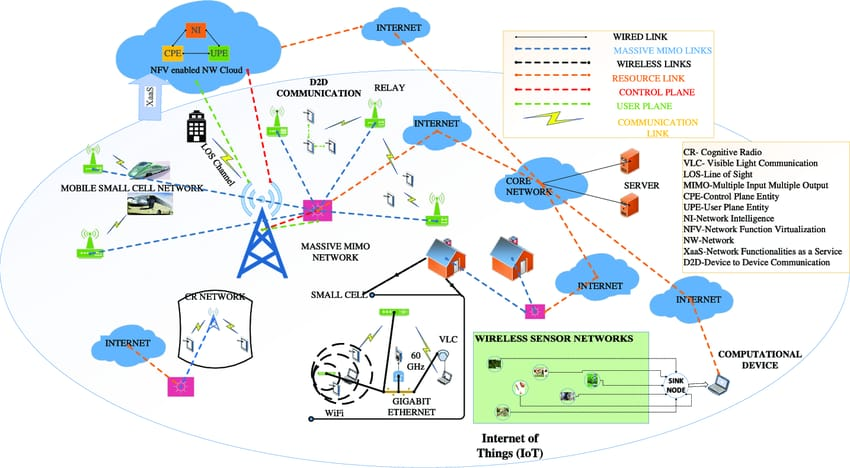 NI
CPE
UPE
NFV enabled NW Cloud
XaaS
INTERNET
D2D
COMMUNICATION
RELAY
WIRED LINK
MASSIVE MIMO LINKS
WIRELESS LINKS
RESOURCE LINK
CONTROL PLANE
USER PLANE
COMMUNICATION
LINK
LOS Channel
INTERNET
CORE
NETWORK
SERVER
CR- Cognitive Radio
VLC- Visible Light Communication
LOS-Line of Sight
MIMO-Multiple Input Multiple Output
CPE-Control Plane Entity
UPE-User Plane Entity
NI-Network Intelligence
NFV-Network Function Virtualization
NW-Network
XaaS-Network Functionalities as a Service
D2D-Device to Device Communication
MOBILE SMALL CELL NETWORK
MASSIVE MIMO
NETWORK
SMALL CELL
INTERNET
INTERNET
CR NETWORK
INTERNET
WIRELESS SENSOR NETWORKS
VLC
60
GHz
WiFi
GIGABIT
ETHERNET
SINK
NODE
COMPUTATIONAL
DEVICE
Internet of
Things (IoT)